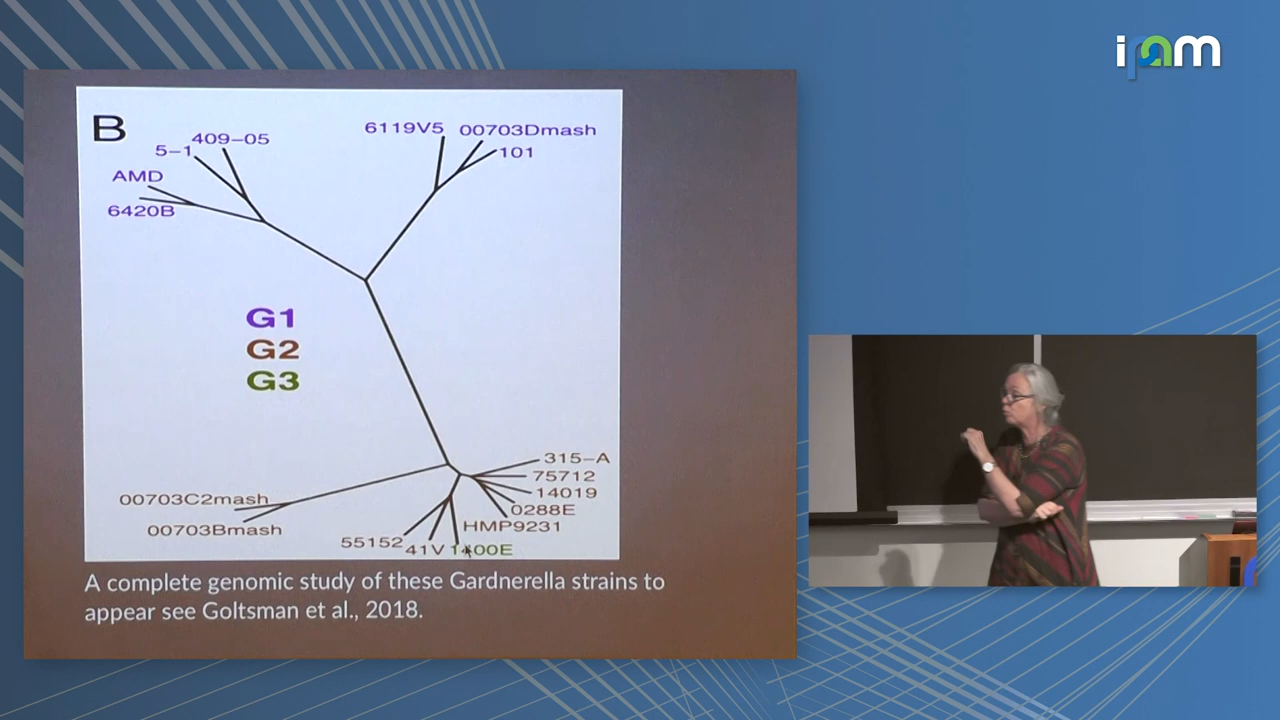 ipam
B
409–05
5–1
AMD
6420B
6119V5
00703Dmash
101
G1
G2
G3
315–A
75712
14019
0288E
HMP9231
00703C2mash
00703Bmash
55152
41V
1400E
A complete genomic study of these Gardnerella strains to
appear see Goltsman et al., 2018.